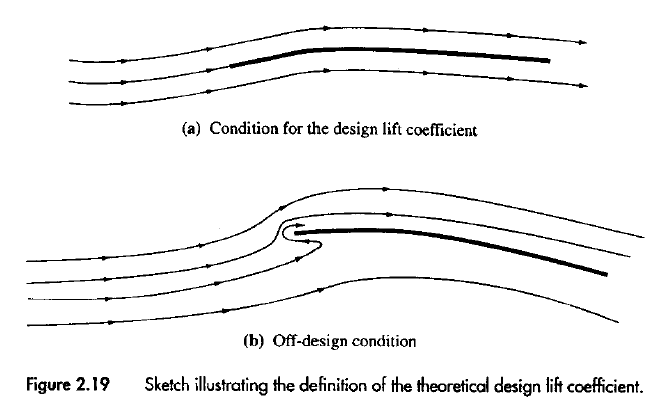 (a) Condition for the design lift coefficient
(b) Off-design condition
Figure 2.19 Sketch illustrating the definition of the theoretical design lift coefficient.